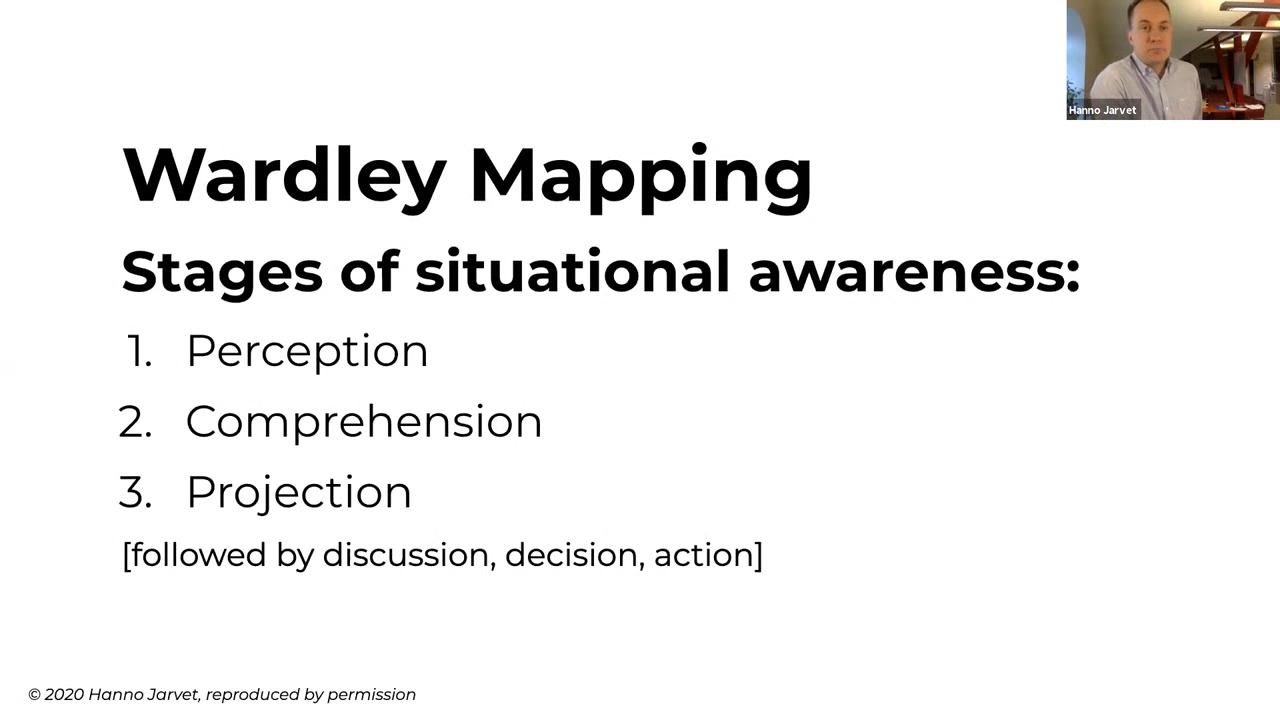 Hanno Jarvet
Wardley Mapping
Stages of situational awareness:
1. Perception
2. Comprehension
3. Projection
[followed by discussion, decision, action]
© 2020 Hanno Jarvet, reproduced by permission